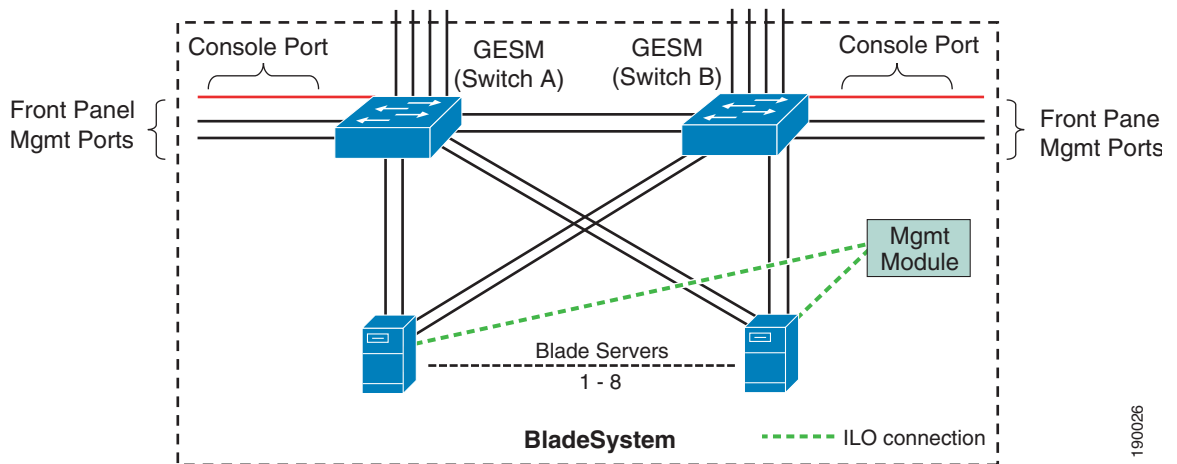 Console Port
GESM
(Switch A)
GESM
(Switch B)
Console Port
Front Panel
Mgmt Ports
Front Pane
Mgmt Ports
Mgmt
Module
Blade Servers
1 - 8
BladeSystem
ILO connection
190026